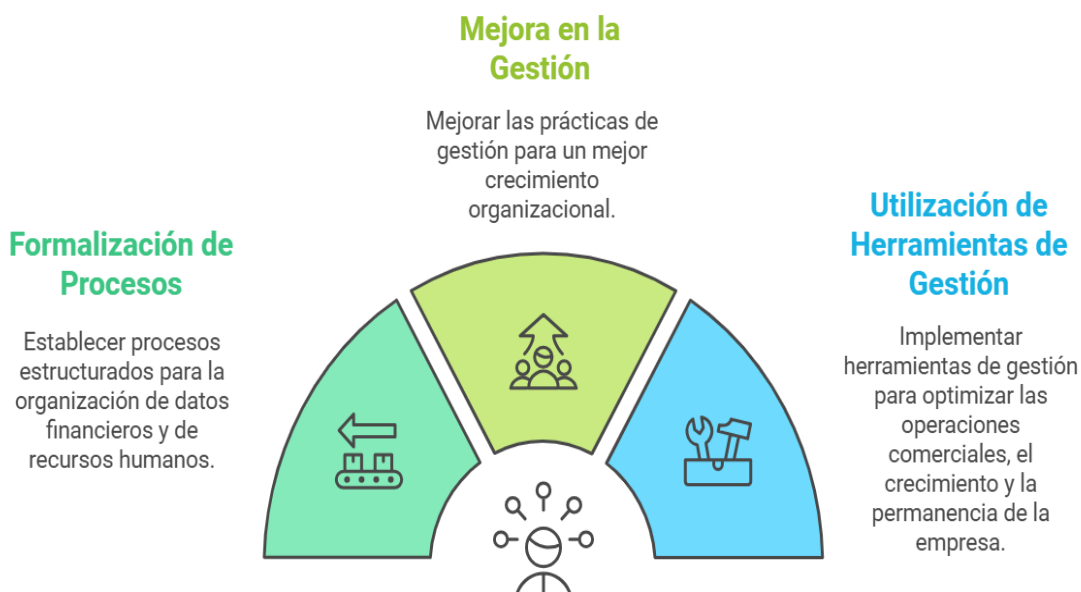 Mejora en la
Gestión
Mejorar las prácticas de
gestión para un mejor
crecimiento
organizacional.
Formalización de
Procesos
Establecer procesos
estructurados para la
organización de datos
financieros y de
recursos humanos.
Utilización de
Herramientas de
Gestión
Implementar
herramientas de gestión
para optimizar las
operaciones
comerciales, el
crecimiento y la
permanencia de la
empresa.